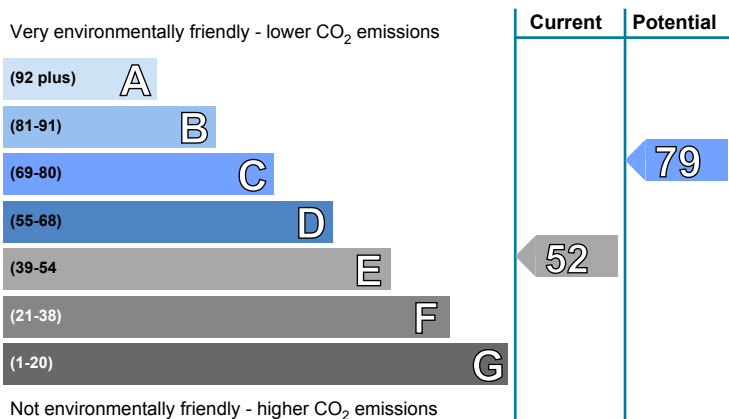 Very environmentally friendly - lower CO2 emissions
Current
Potential
(92 plus) A
(81-91) B
(69-80) C
79
(55-68) D
(39-54 E
52
(21-38) F
(1-20) G
Not environmentally friendly - higher CO2 emissions